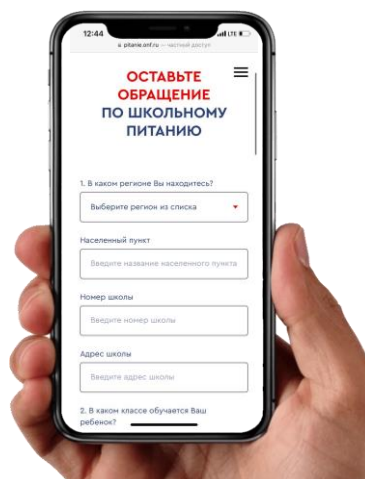 12:44
LTE
pitanie.onf.ru — частный доступ
ОСТАВЬТЕ
ОБРАЩЕНИЕ
ПО ШКОЛЬНОМУ
ПИТАНИЮ
1. В каком регионе Вы находитесь?
Выберите регион из списка
Населенный пункт
Введите название населенного пункта
Номер школы
Введите номер школы
Адрес школы
Введите адрес школы
2. В каком классе обучается Ваш
ребенок?